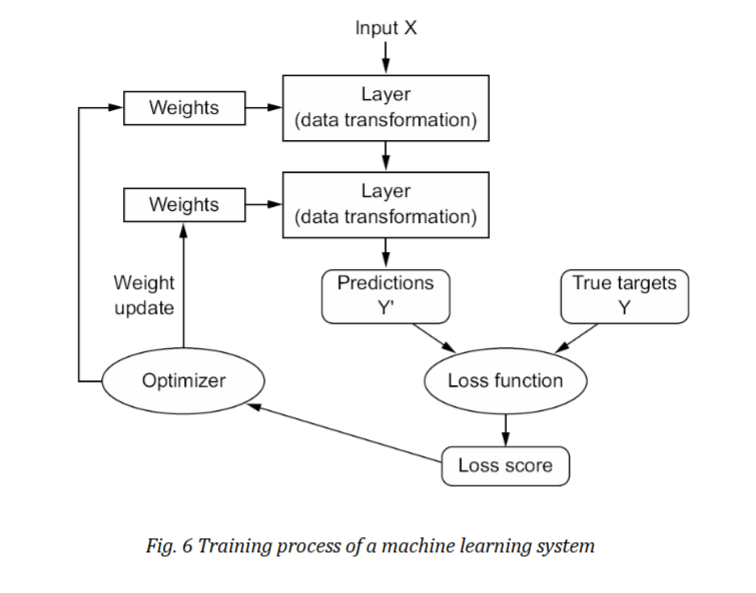 Input X
Weights
Layer
(data transformation)
Weights
Layer
(data transformation)
Weight
update
Predictions
Y'
True targets
Y
Optimizer
Loss function
Loss score
Fig. 6 Training process of a machine learning system